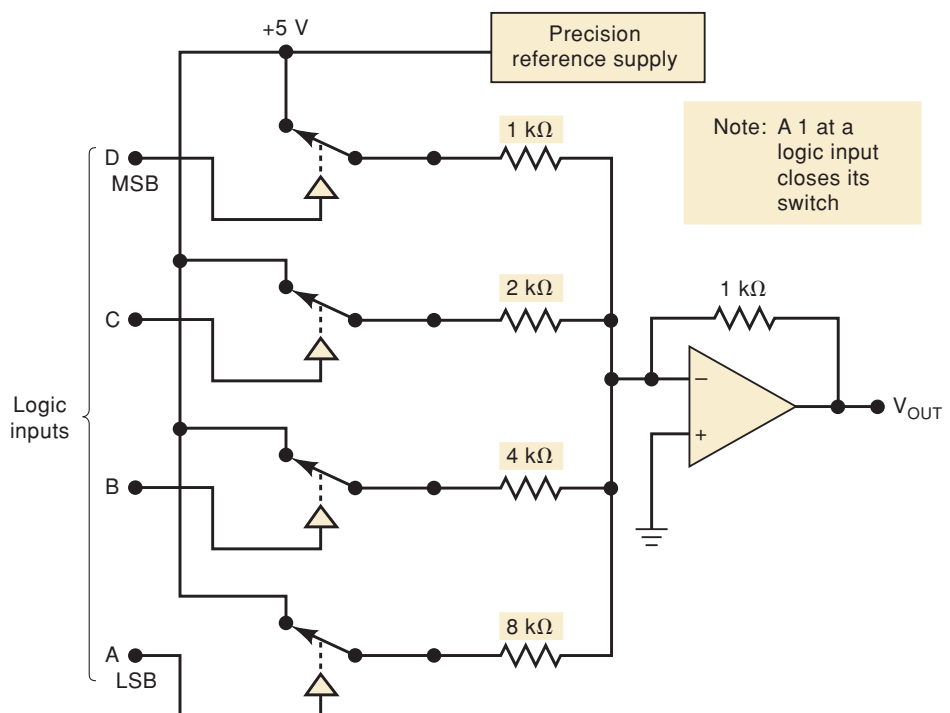 +5 V
Precision
reference supply
Note: A 1 at a
logic input
closes its
switch
D
MSB
1 kΩ
C
2 kΩ
1 kΩ
Logic
inputs
−
+
V_OUT
B
4 kΩ
A
LSB
8 kΩ